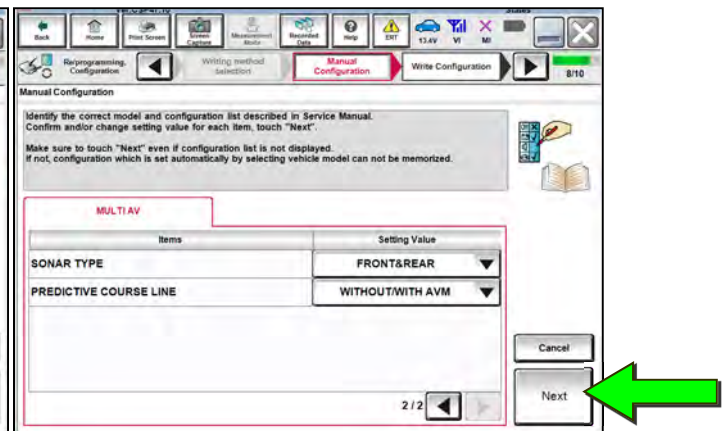 Back
Home
Print Screen
Screen
Capture
Measurement
Mode
Recorded
Data
Help
ERT
13.4V
VI
MI
Re/programming,
Configuration
Writing method
selection
Manual
Configuration
Write Configuration
8/10
Manual Configuration
Identify the correct model and configuration list described in Service Manual.
Confirm and/or change setting value for each item, touch "Next".
Make sure to touch "Next" even if configuration list is not displayed.
If not, configuration which is set automatically by selecting vehicle model can not be memorized.
MULTI AV
Items
Setting Value
SONAR TYPE
FRONT&REAR
PREDICTIVE COURSE LINE
WITHOUT/WITH AVM
Cancel
2/2
Next